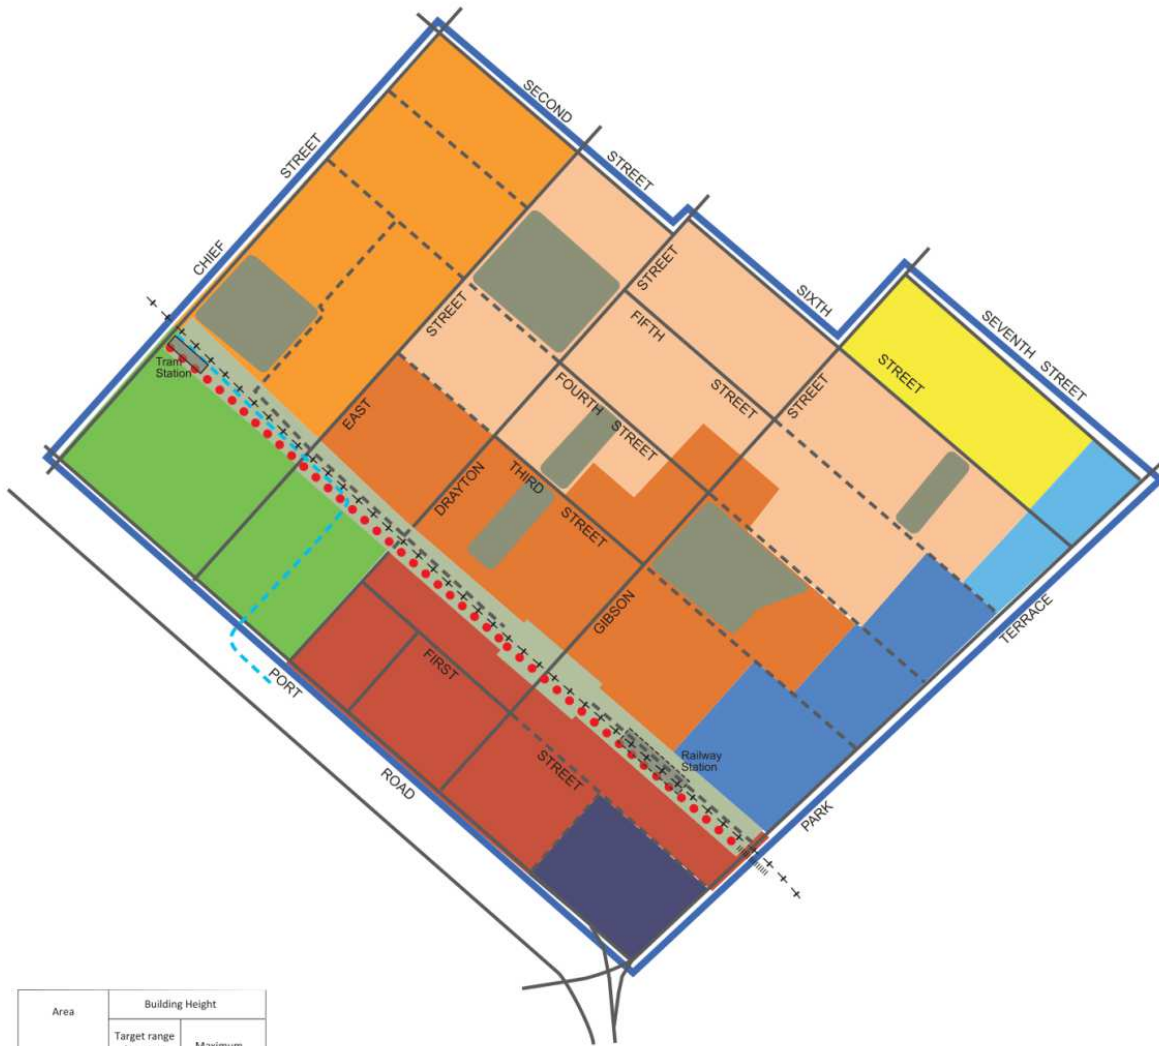 SECOND
STREET
STREET
CHIEF
STREET
SIXTH
SEVENTH STREET
STREET
STREET
FIFTH
STREET
STREET
Tram
Station
FOURTH
STREET
EAST
DRAYTON
THIRD
STREET
GIBSON
TERRACE
FIRST
PORT
STREET
Railway
Station
ROAD
PARK
Area
Building Height
Target range
Maximum